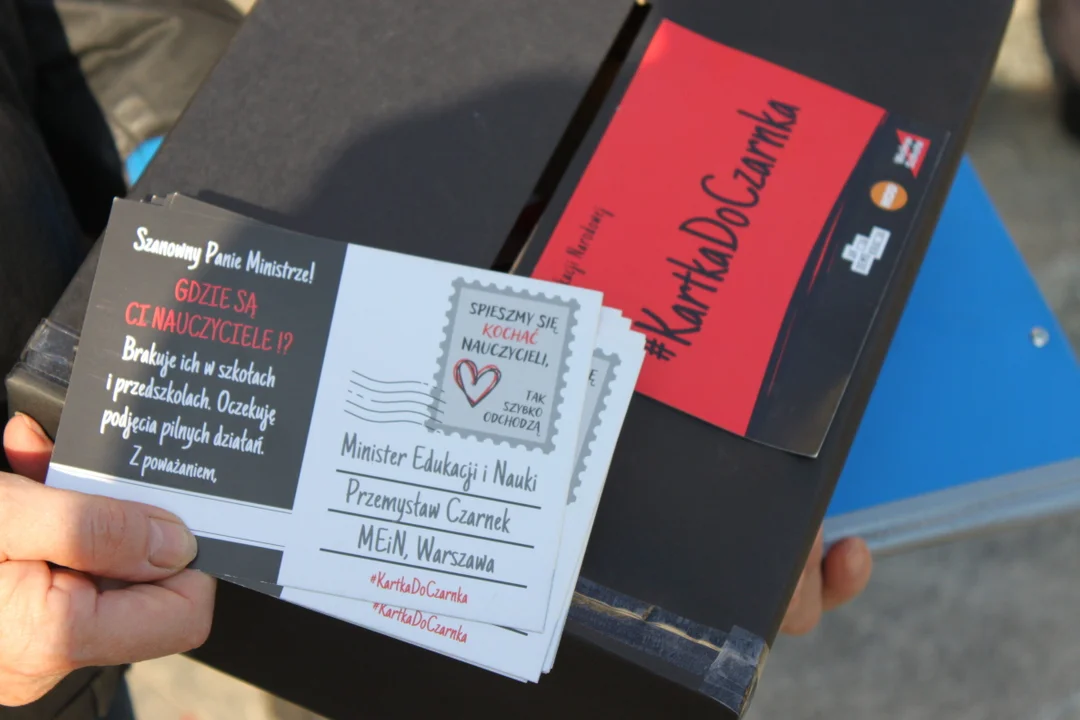 Szanowny Panie Ministrze!
GDZIE SĄ
CI NAUCZYCIELE !?
Brakuje ich w szkołach
i przedszkolach. Oczekuję
podjęcia pilnych działań.
Z poważaniem,
SPIESZMY SIĘ
KOCHAĆ
NAUCZYCIELI,
TAK
SZYBKO
ODCHODZĄ
Minister Edukacji i Nauki
Przemysław Czarnek
MEiN, Warszawa
#KartkaDoCzarnka
#KartkaDoCzarnka
Ę
#KartkaDoCzarnka
Narodowej